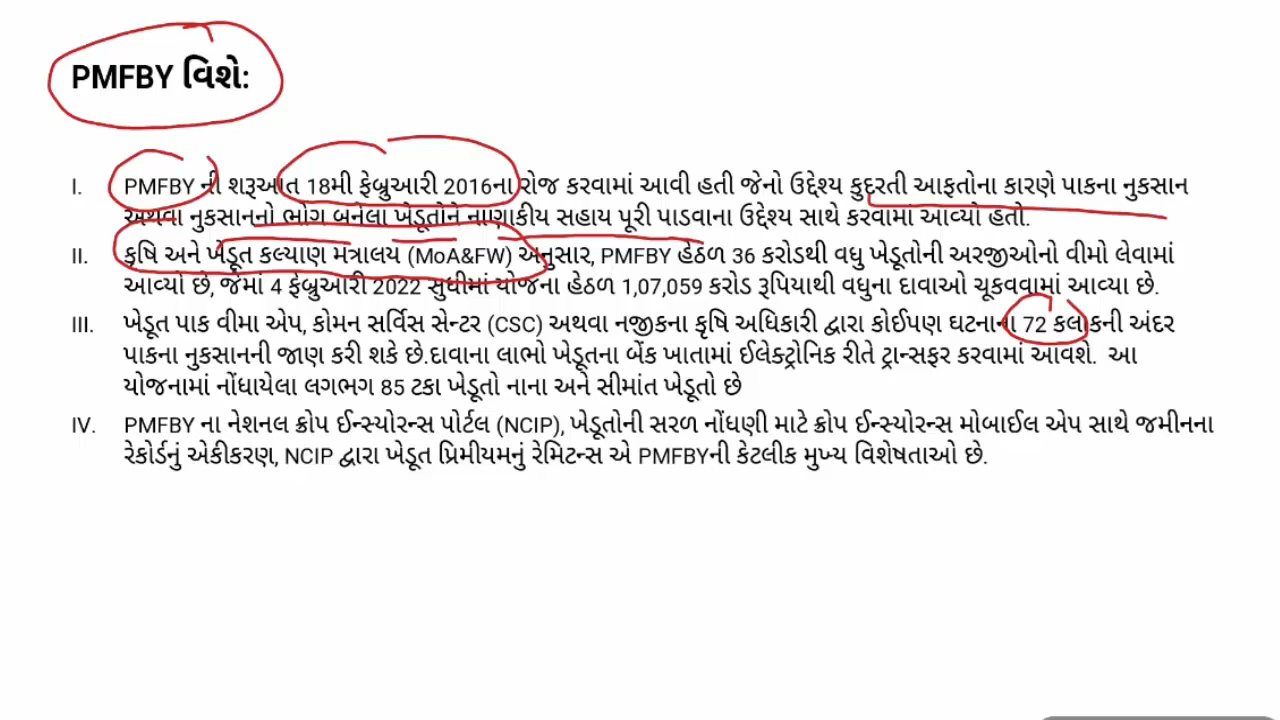 PMFBY વિશે:
I. PMFBY ની શરૂઆત 18મી ફેબ્રુઆરી 2016ના રોજ કરવામાં આવી હતી જેનો ઉદ્દેશ્ય કુદરતી આફતોના કારણે પાકના નુકસાન
અથવા નુકસાનનો ભોગ બનેલા ખેડૂતોને નાણાકીય સહાય પૂરી પાડવાના ઉદ્દેશ્ય સાથે કરવામાં આવ્યો હતો.
II. કૃષિ અને ખેડૂત કલ્યાણ મંત્રાલય (MoA&FW) અનુસાર, PMFBY હેઠળ 36 કરોડથી વધુ ખેડૂતોની અરજીઓનો વીમો લેવામાં
આવ્યો છે, જેમાં 4 ફેબ્રુઆરી 2022 સુધીમાં યોજના હેઠળ 1,07,059 કરોડ રૂપિયાથી વધુના દાવાઓ ચૂકવવામાં આવ્યા છે.
III. ખેડૂત પાક વીમા એપ, કોમન સર્વિસ સેન્ટર (CSC) અથવા નજીકના કૃષિ અધિકારી દ્વારા કોઈપણ ઘટનાના 72 કલાકની અંદર
પાકના નુકસાનની જાણ કરી શકે છે.દાવાના લાભો ખેડૂતના બેંક ખાતામાં ઈલેક્ટ્રોનિક રીતે ટ્રાન્સફર કરવામાં આવશે. આ
યોજનામાં નોંધાયેલા લગભગ 85 ટકા ખેડૂતો નાના અને સીમાંત ખેડૂતો છે
IV. PMFBY ના નેશનલ ક્રોપ ઈન્સ્યોરન્સ પોર્ટલ (NCIP), ખેડૂતોની સરળ નોંધણી માટે ક્રોપ ઈન્સ્યોરન્સ મોબાઈલ એપ સાથે જમીનના
રેકોર્ડનું એકીકરણ, NCIP દ્વારા ખેડૂત પ્રિમીયમનું રેમિટન્સ એ PMFBYની કેટલીક મુખ્ય વિશેષતાઓ છે.